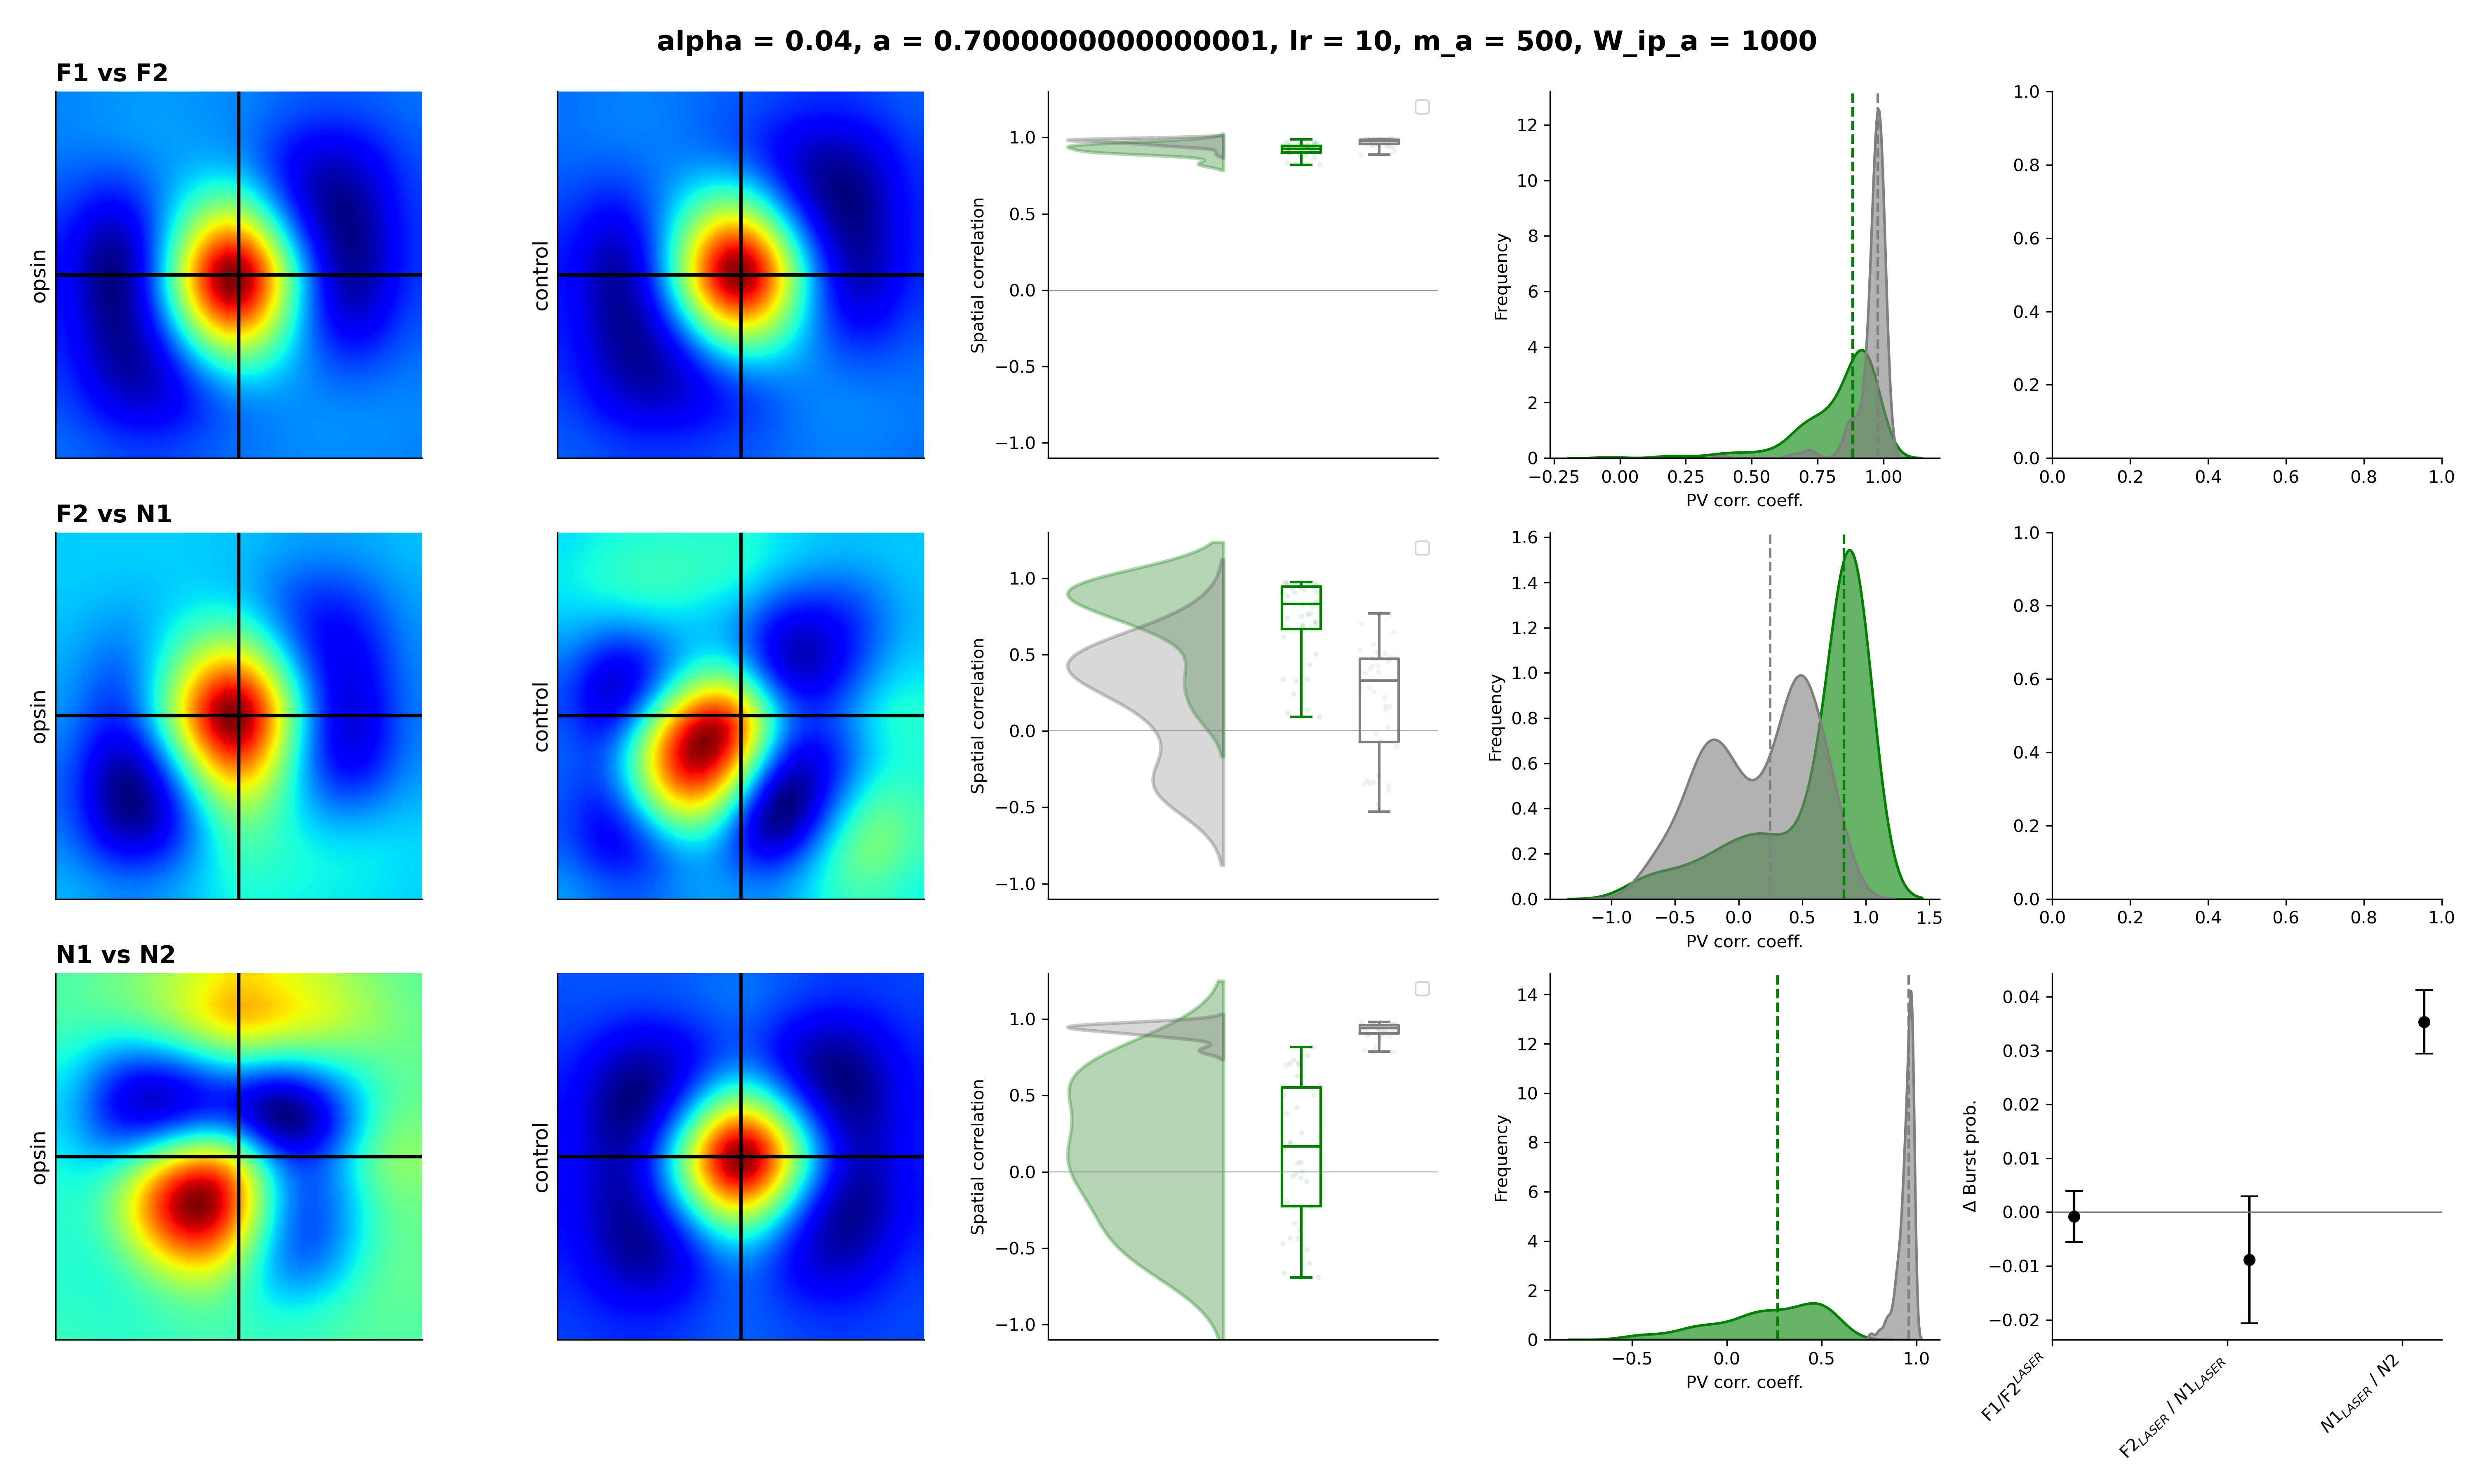 alpha = 0.04, a = 0.7000000000000001, lr = 10, m_a = 500, W_ip_a = 1000
F1 vs F2
opsin
control
Spatial correlation
1.0
0.5
0.0
−0.5
−1.0
Frequency
12
10
8
6
4
2
0
−0.25 0.00 0.25 0.50 0.75 1.00
PV corr. coeff.
1.0
0.8
0.6
0.4
0.2
0.0
0.0 0.2 0.4 0.6 0.8 1.0
F2 vs N1
opsin
control
Spatial correlation
1.0
0.5
0.0
−0.5
−1.0
Frequency
1.6
1.4
1.2
1.0
0.8
0.6
0.4
0.2
0.0
−1.0 −0.5 0.0 0.5 1.0 1.5
PV corr. coeff.
1.0
0.8
0.6
0.4
0.2
0.0
0.0 0.2 0.4 0.6 0.8 1.0
N1 vs N2
opsin
control
Spatial correlation
1.0
0.5
0.0
−0.5
−1.0
Frequency
14
12
10
8
6
4
2
0
−0.5 0.0 0.5 1.0
PV corr. coeff.
Δ Burst prob.
0.04
0.03
0.02
0.01
0.00
−0.01
−0.02
F1/F2^LASER
F2_LASER / N1_LASER
N1_LASER / N2